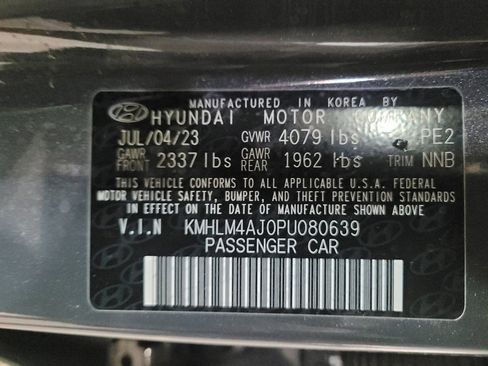 MANUFACTURED IN KOREA BY
HYUNDAI MOTOR COMPANY
JUL/04/23 GVWR 4079 lbs PE2
GAWR FRONT 2337 lbs GAWR REAR 1962 lbs TRIM NNB
THIS VEHICLE CONFORMS TO ALL APPLICABLE U.S.A. FEDERAL
MOTOR VEHICLE SAFETY, BUMPER, AND THEFT PREVENTION STANDARDS
IN EFFECT ON THE DATE OF MANUFACTURE SHOWN ABOVE
V.I.N KMHLM4AJ0PU080639
PASSENGER CAR